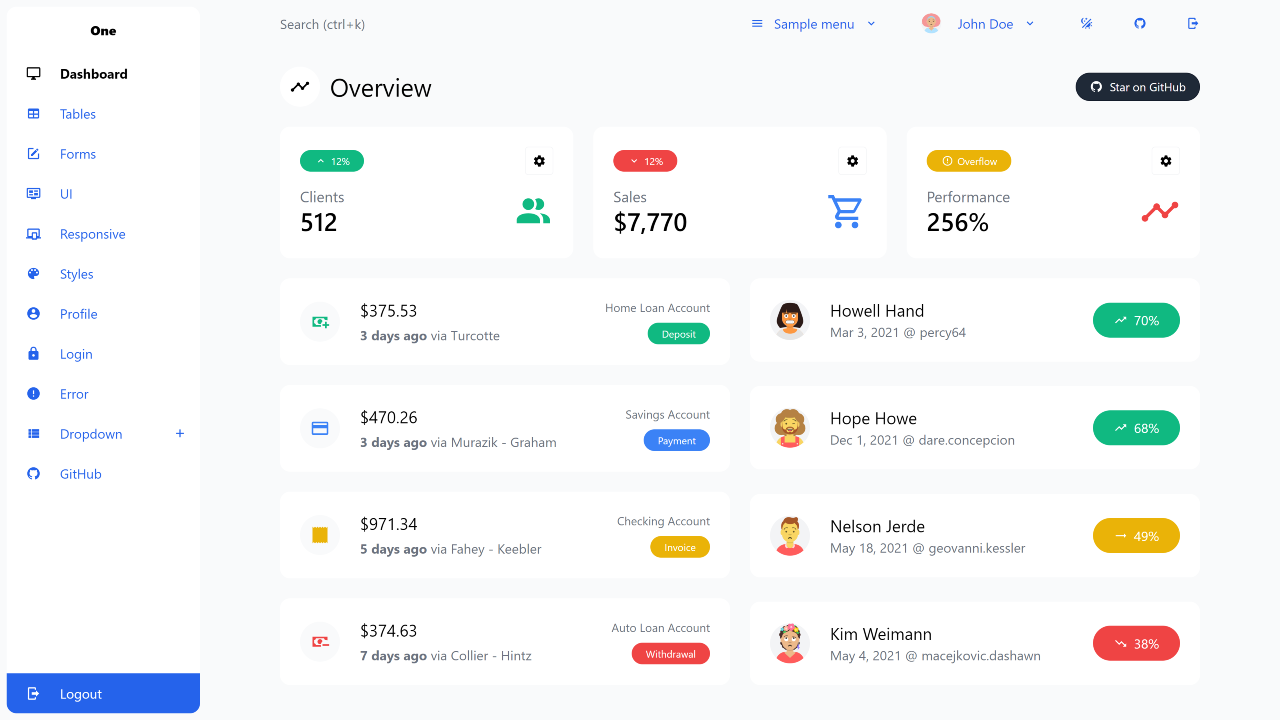 One
Dashboard
Tables
Forms
UI
Responsive
Styles
Profile
Login
Error
Dropdown +
GitHub
Logout
Search (ctrl+k)
Sample menu
John Doe
Overview
Star on GitHub
12%
Clients
512
12%
Sales
$7,770
Overflow
Performance
256%
$375.53
3 days ago via Turcotte
Home Loan Account
Deposit
$470.26
3 days ago via Murazik - Graham
Savings Account
Payment
$971.34
5 days ago via Fahey - Keebler
Checking Account
Invoice
$374.63
7 days ago via Collier - Hintz
Auto Loan Account
Withdrawal
Howell Hand
Mar 3, 2021 @ percy64
70%
Hope Howe
Dec 1, 2021 @ dare.concepcion
68%
Nelson Jerde
May 18, 2021 @ geovanni.kessler
49%
Kim Weimann
May 4, 2021 @ macejkovic.dashawn
38%